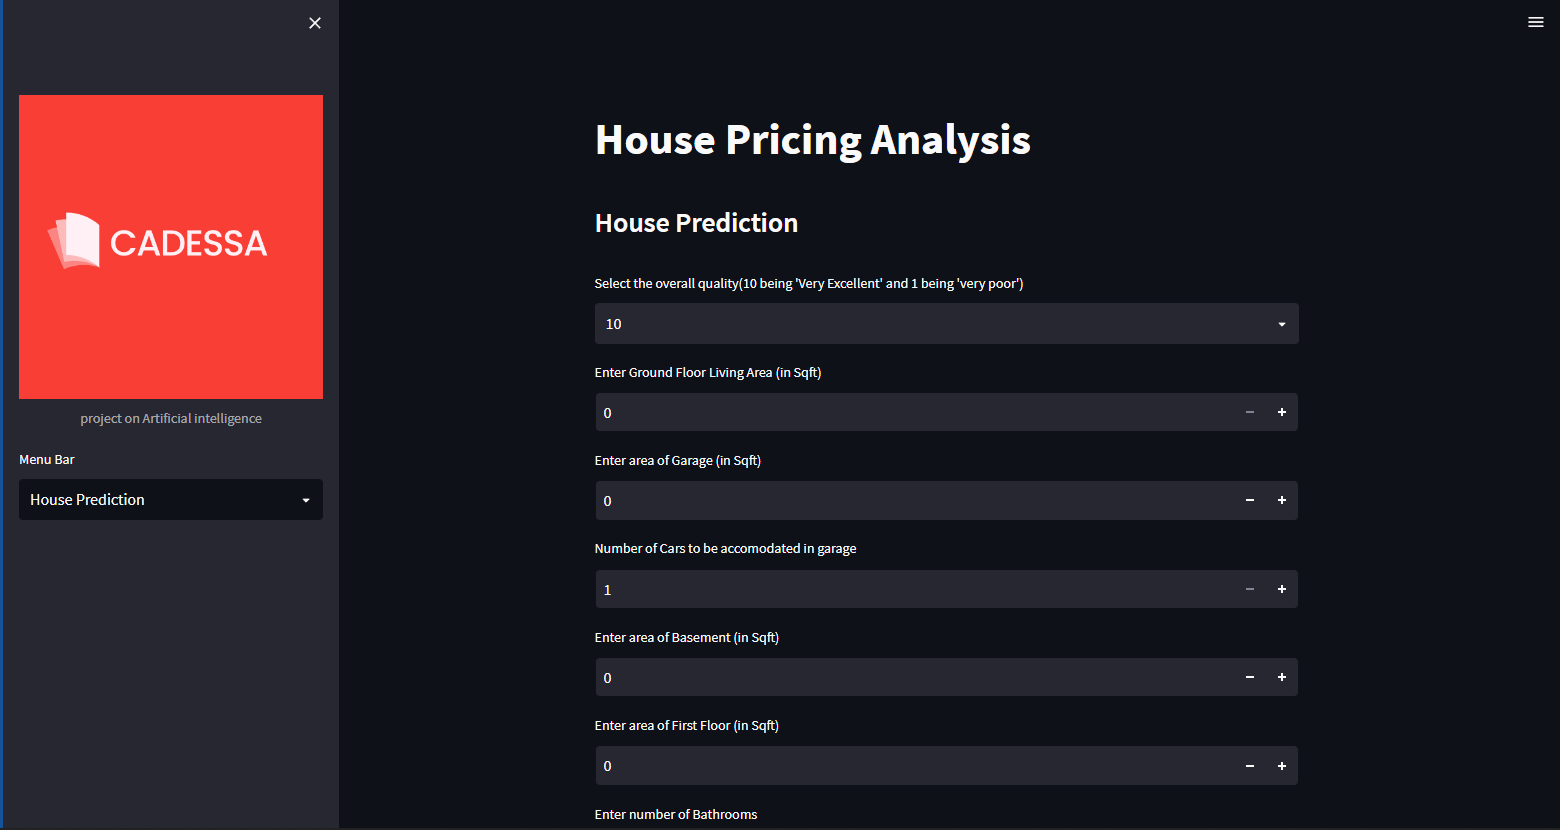 CADESSA
project on Artificial intelligence
Menu Bar
House Prediction
House Pricing Analysis
House Prediction
Select the overall quality(10 being 'Very Excellent' and 1 being 'very poor')
10
Enter Ground Floor Living Area (in Sqft)
0
Enter area of Garage (in Sqft)
0
Number of Cars to be accomodated in garage
1
Enter area of Basement (in Sqft)
0
Enter area of First Floor (in Sqft)
0
Enter number of Bathrooms